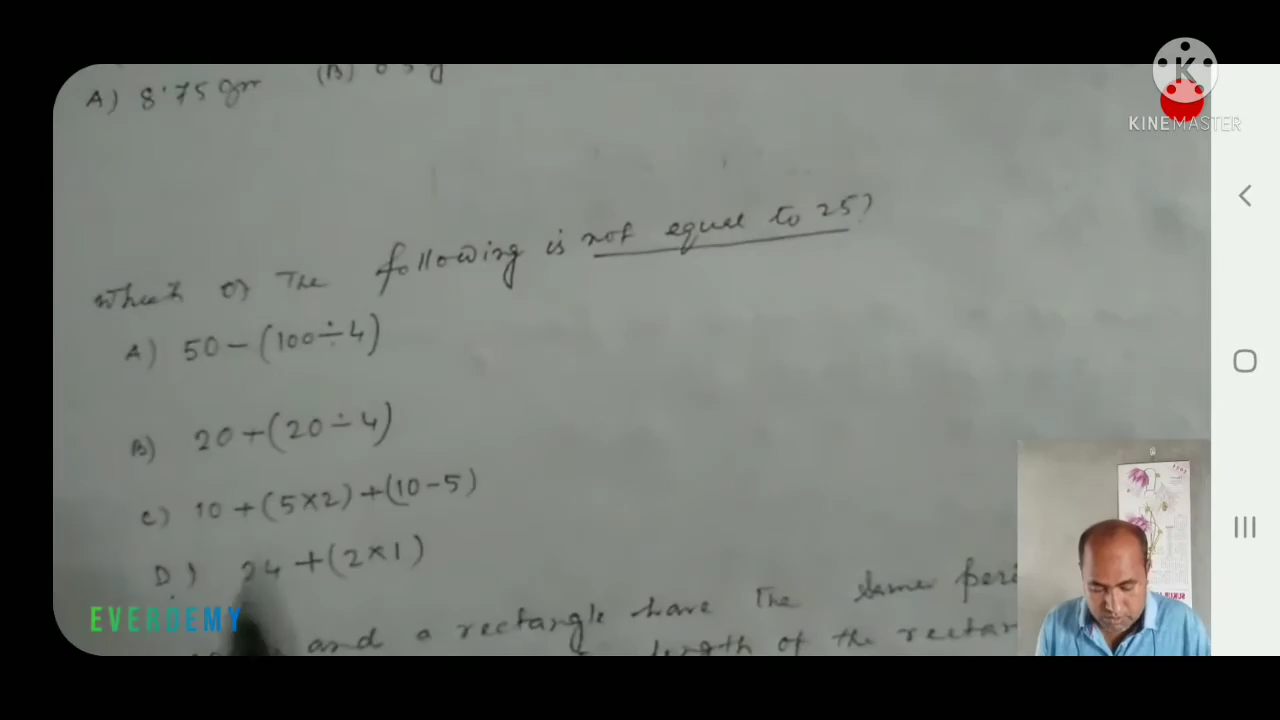 A) 8.75 gm (B)
KINEMASTER
Which of The following is not equal to 25?
A) 50 - (100 ÷ 4)
B) 20 + (20 ÷ 4)
C) 10 + (5 × 2) + (10 - 5)
D) 24 + (2 × 1)
EVERDEMY
and a rectangle have The same peri
length of the rectan